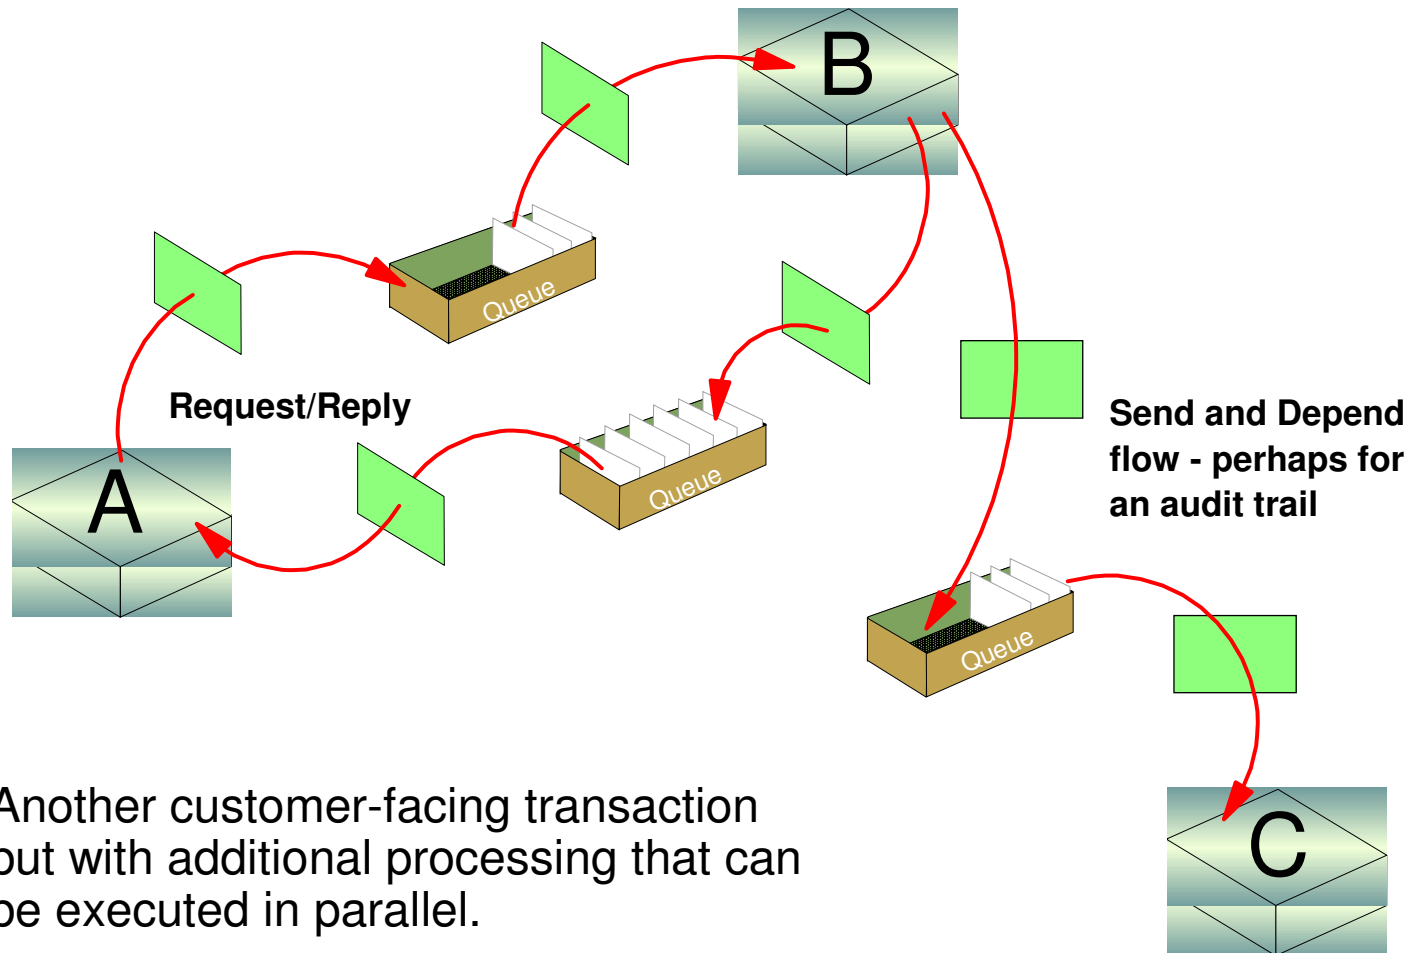 B
Queue
Request/Reply
Send and Depend
flow - perhaps for
an audit trail
A
Queue
Queue
Another customer-facing transaction
but with additional processing that can
be executed in parallel.
C